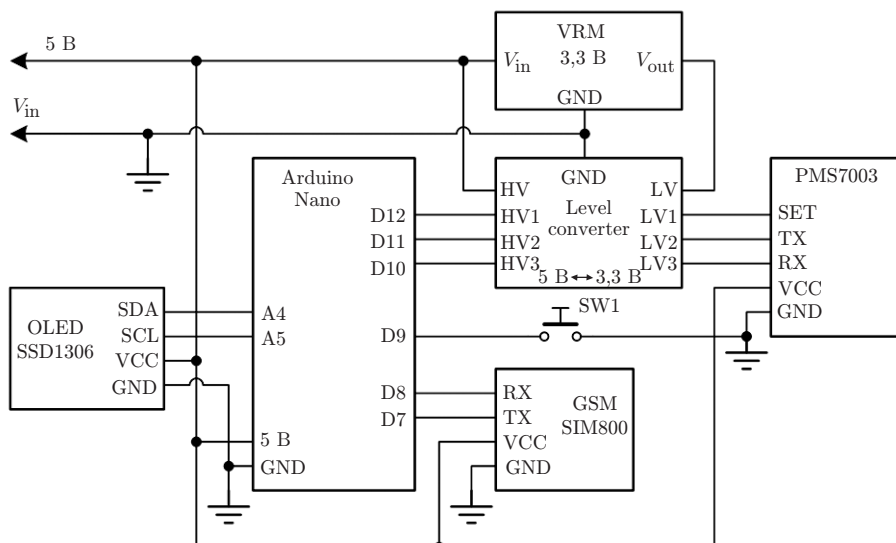 5 В
V_in
VRM
3,3 В
V_in
V_out
GND
Arduino
Nano
D12
D11
D10
D9
D8
D7
A4
A5
5 В
GND
GND
HV
HV1
HV2
HV3
Level
converter
LV
LV1
LV2
LV3
5 В↔3,3 В
PMS7003
SET
TX
RX
VCC
GND
SW1
OLED
SSD1306
SDA
SCL
VCC
GND
RX
TX
VCC
GND
GSM
SIM800